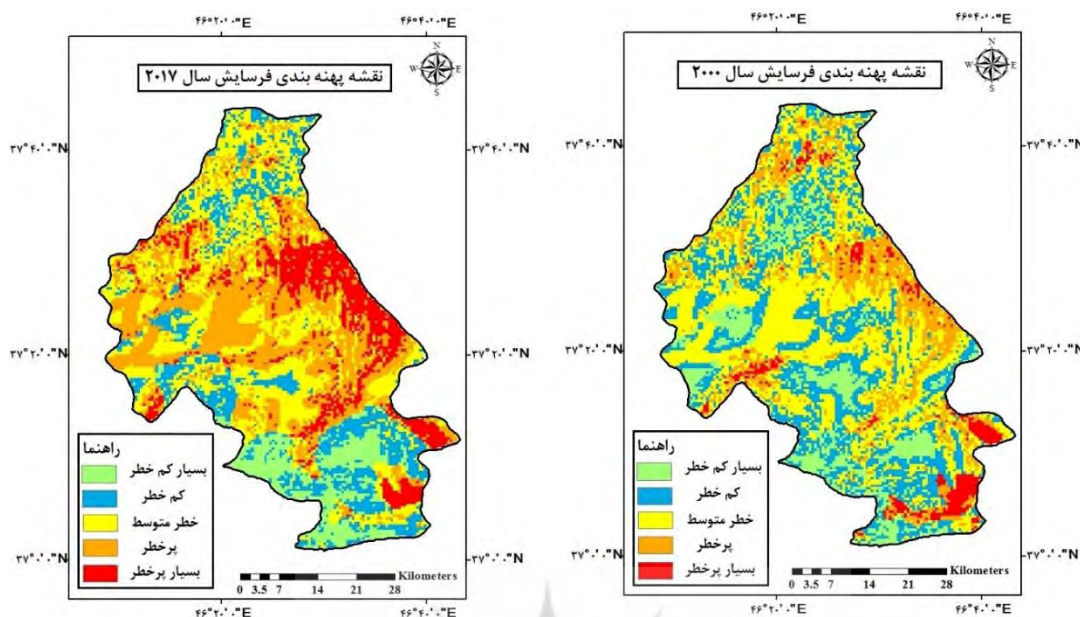 ۴۶°۲۰'۰"E
۴۶°۴۰'۰"E
نقشه پهنه بندی فرسایش سال ۲۰۱۷
N
W
E
S
۳۷°۴۰'۰"N
۳۷°۴۰'۰"N
۳۷°۲۰'۰"N
۳۷°۲۰'۰"N
۳۷°۰'۰"N
۳۷°۰'۰"N
راهنما
بسیار کم خطر
کم خطر
خطر متوسط
پرخطر
بسیار پرخطر
Kilometers
0 3.5 7 14 21 28
۴۶°۲۰'۰"E
۴۶°۴۰'۰"E
۴۶°۲۰'۰"E
۴۶°۴۰'۰"E
نقشه پهنه بندی فرسایش سال ۲۰۰۰
N
W
E
S
۳۷°۴۰'۰"N
۳۷°۴۰'۰"N
۳۷°۲۰'۰"N
۳۷°۲۰'۰"N
۳۷°۰'۰"N
۳۷°۰'۰"N
راهنما
بسیار کم خطر
کم خطر
خطر متوسط
پرخطر
بسیار پرخطر
Kilometers
0 3.5 7 14 21 28
۴۶°۲۰'۰"E
۴۶°۴۰'۰"E